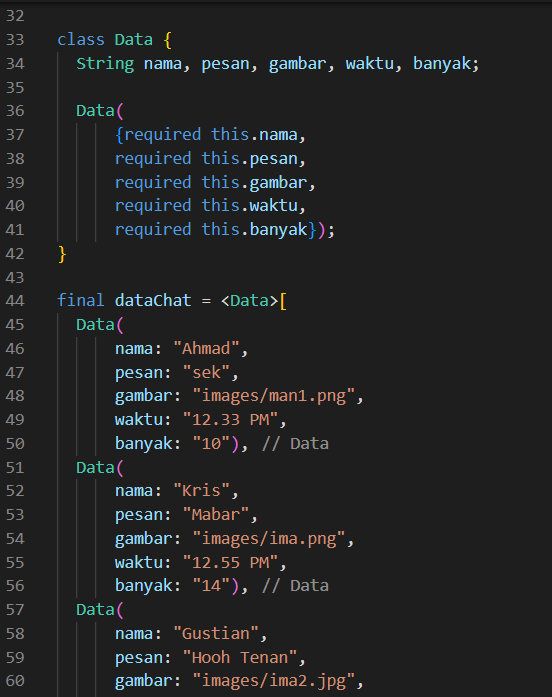 32
33 class Data {
34 String nama, pesan, gambar, waktu, banyak;
35
36 Data(
37 {required this.nama,
38 required this.pesan,
39 required this.gambar,
40 required this.waktu,
41 required this.banyak});
42 }
43
44 final dataChat = <Data>[
45 Data(
46 nama: "Ahmad",
47 pesan: "sek",
48 gambar: "images/man1.png",
49 waktu: "12.33 PM",
50 banyak: "10"), // Data
51 Data(
52 nama: "Kris",
53 pesan: "Mabar",
54 gambar: "images/ima.png",
55 waktu: "12.55 PM",
56 banyak: "14"), // Data
57 Data(
58 nama: "Gustian",
59 pesan: "Hooh Tenan",
60 gambar: "images/ima2.jpg",